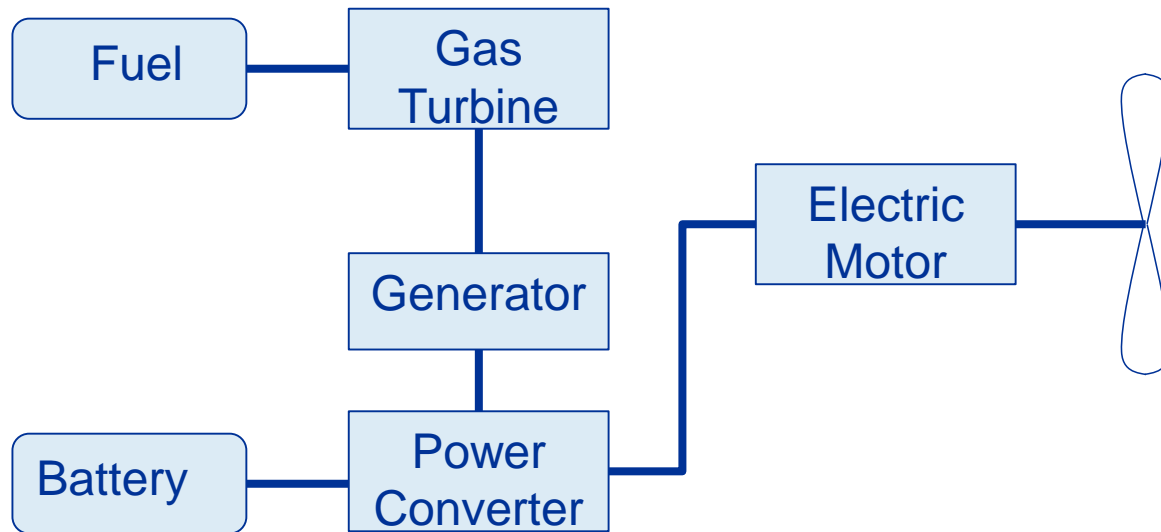 Fuel
Gas
Turbine
Electric
Motor
Generator
Battery
Power
Converter